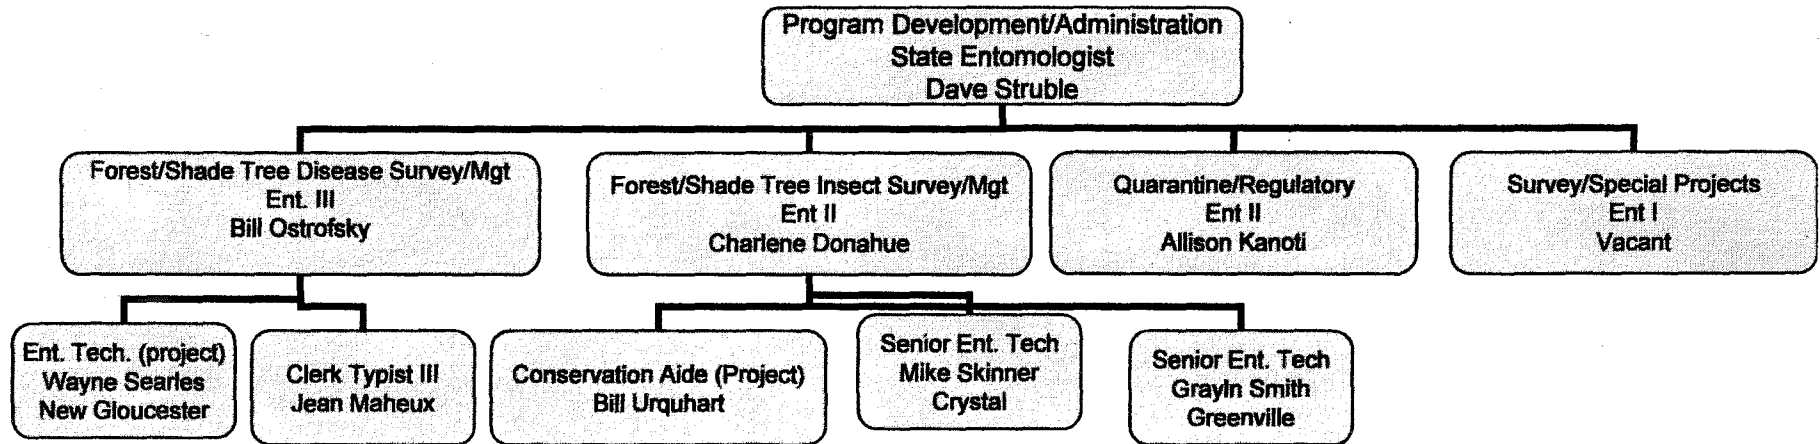 Program Development/Administration
State Entomologist
Dave Struble
Forest/Shade Tree Disease Survey/Mgt
Ent. III
Bill Ostrofsky
Forest/Shade Tree Insect Survey/Mgt
Ent II
Charlene Donahue
Quarantine/Regulatory
Ent II
Allison Kanoti
Survey/Special Projects
Ent I
Vacant
Ent. Tech. (project)
Wayne Searles
New Gloucester
Clerk Typist III
Jean Maheux
Conservation Aide (Project)
Bill Urquhart
Senior Ent. Tech
Mike Skinner
Crystal
Senior Ent. Tech
Grayln Smith
Greenville